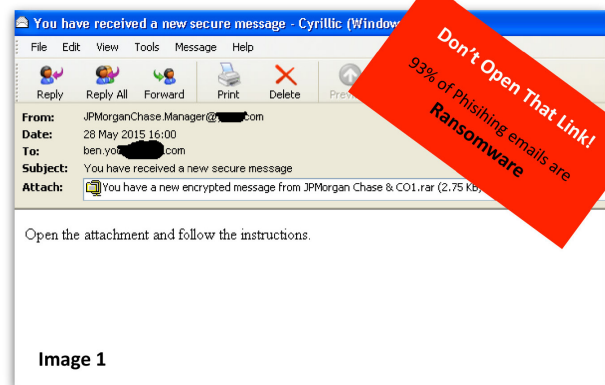 You have received a new secure message - Cyrillic (Window
File Edit View Tools Message Help
Reply Reply All Forward Print Delete
From: JPMorganChase.Manager@ com
Date: 28 May 2015 16:00
To: ben.yo .com
Subject: You have received a new secure message
Attach: You have a new encrypted message from JPMorgan Chase & CO1.rar (2.75 KB)
Don't Open That Link!
93% of Phisihing emails are
Ransomware
Open the attachment and follow the instructions.
Image 1